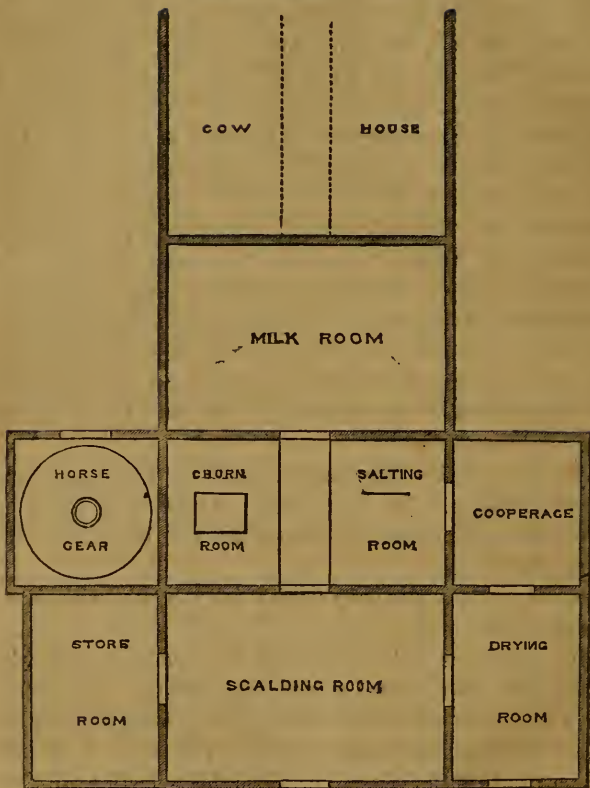 COW HOUSE
MILK ROOM
HORSE
GEAR
CHURN
ROOM
SALTING
ROOM
COOPERAGE
STORE
ROOM
SCALDING ROOM
DRYING
ROOM